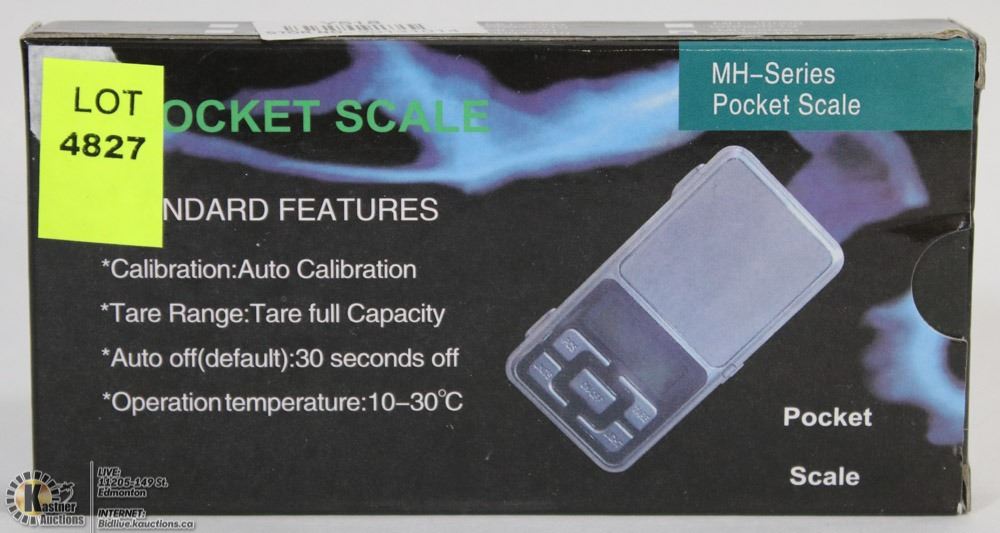 LOT
4827
OCKET SCALE
MH-Series
Pocket Scale
NDARD FEATURES
*Calibration:Auto Calibration
*Tare Range:Tare full Capacity
*Auto off(default):30 seconds off
*Operation temperature:10-30°C
Pocket
Scale
Kastner
Auctions
LIVE:
11205-149 St.
Edmonton
INTERNET:
Bidlive.kauctions.ca